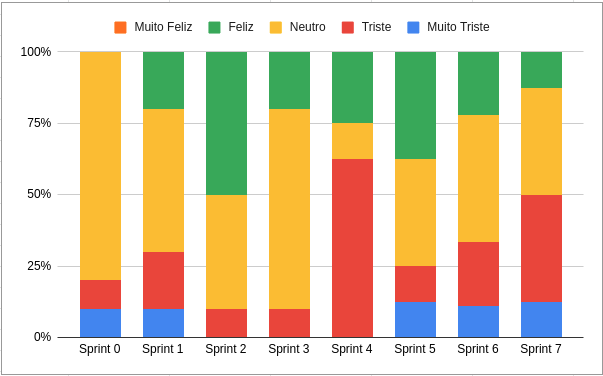 Muito Feliz Feliz Neutro Triste Muito Triste
100%
75%
50%
25%
0%
Sprint 0 Sprint 1 Sprint 2 Sprint 3 Sprint 4 Sprint 5 Sprint 6 Sprint 7